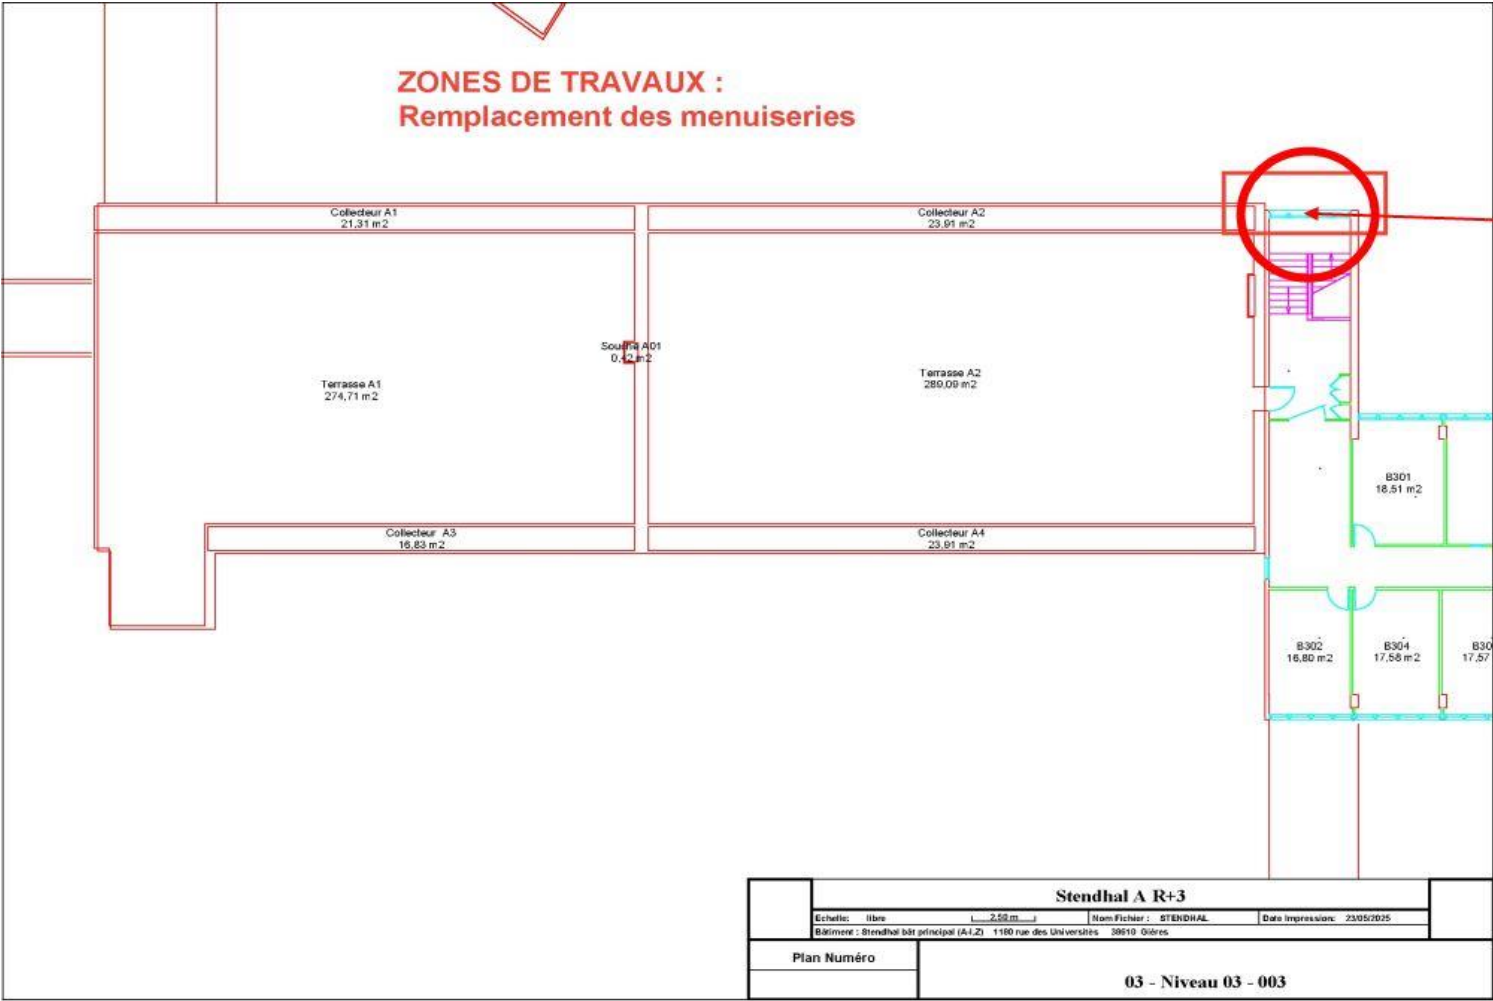 ZONES DE TRAVAUX :
Remplacement des menuiseries
Collecteur A1
21,31 m2
Collecteur A2
23,91 m2
Souche A01
0,42 m2
Terrasse A1
274,71 m2
Terrasse A2
289,09 m2
B301
18,51 m2
Collecteur A3
16,83 m2
Collecteur A4
23,91 m2
B302
16,80 m2
B304
17,58 m2
B30
17,57
Stendhal A R+3
Echelle: libre 2,50 m Nom Fichier : STENDHAL Date Impression: 23/05/2025
Bâtiment : Stendhal bât principal (A-I,Z) 1180 rue des Universités 38610 Gières
Plan Numéro
03 - Niveau 03 - 003